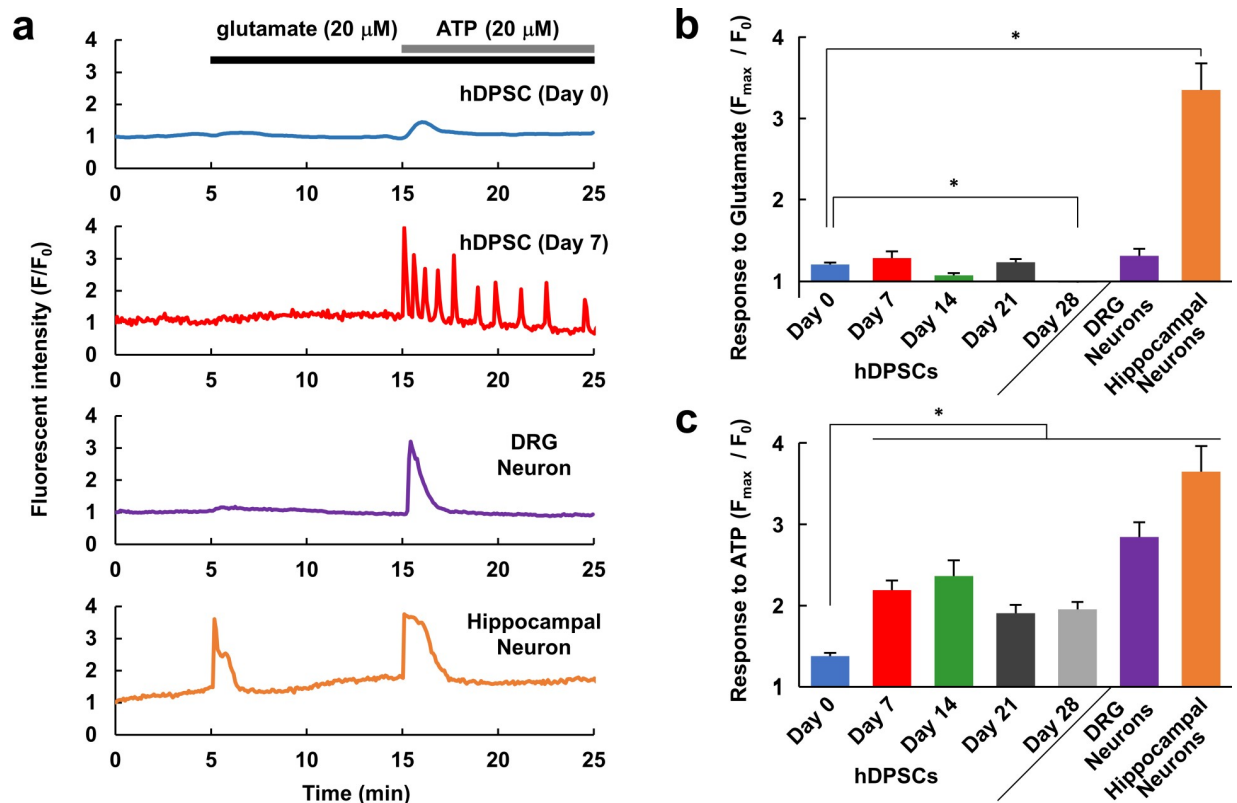 a
glutamate (20 μM)
ATP (20 μM)
Fluorescent intensity (F/F0)
4
3
2
1
0
hDPSC (Day 0)
0
5
10
15
20
25
4
3
2
1
0
hDPSC (Day 7)
0
5
10
15
20
25
4
3
2
1
0
DRG
Neuron
0
5
10
15
20
25
4
3
2
1
0
Hippocampal
Neuron
0
5
10
15
20
25
Time (min)
b
Response to Glutamate (Fmax / F0)
4
3
2
1
*
*
Day 0
Day 7
Day 14
Day 21
Day 28
DRG
Neurons
Hippocampal
Neurons
hDPSCs
c
Response to ATP (Fmax / F0)
4
3
2
1
*
Day 0
Day 7
Day 14
Day 21
Day 28
DRG
Neurons
Hippocampal
Neurons
hDPSCs